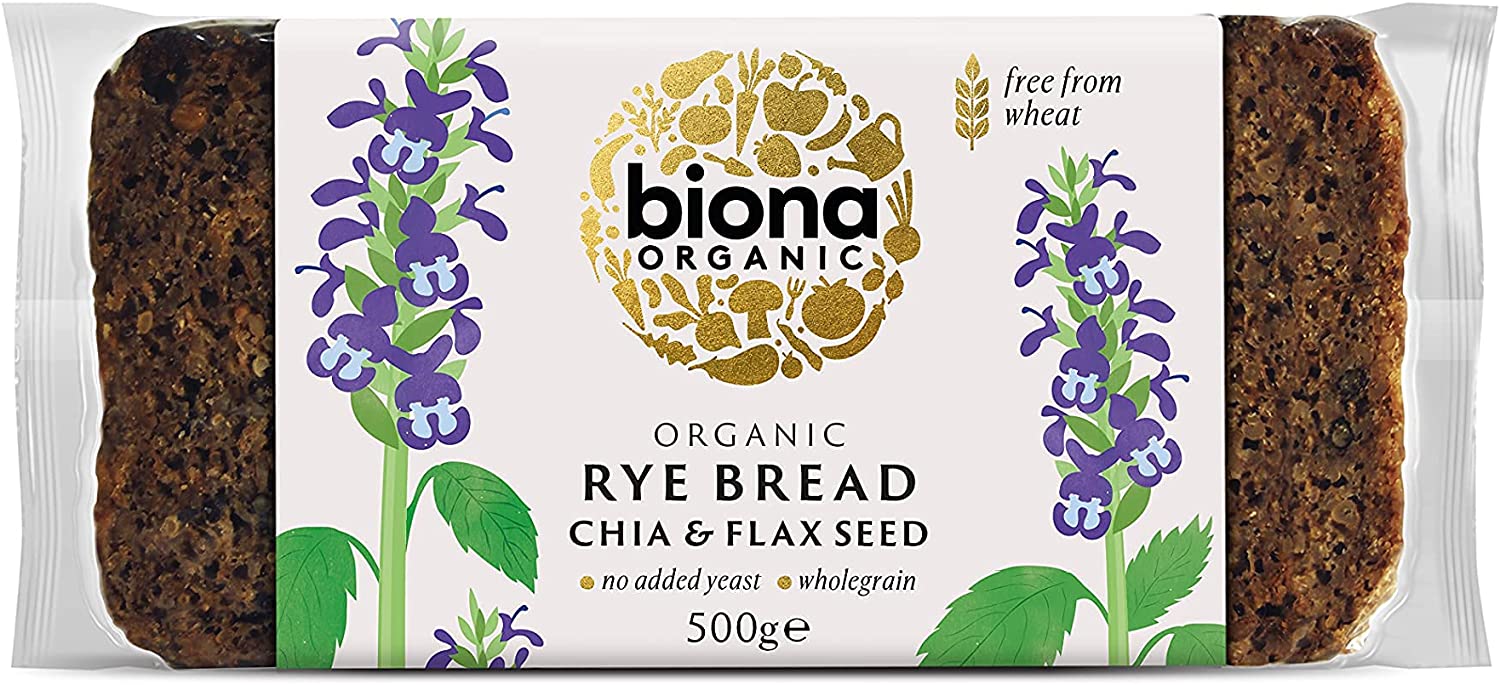 free from
wheat
biona
ORGANIC
ORGANIC
RYE BREAD
CHIA & FLAX SEED
• no added yeast • wholegrain
500g℮